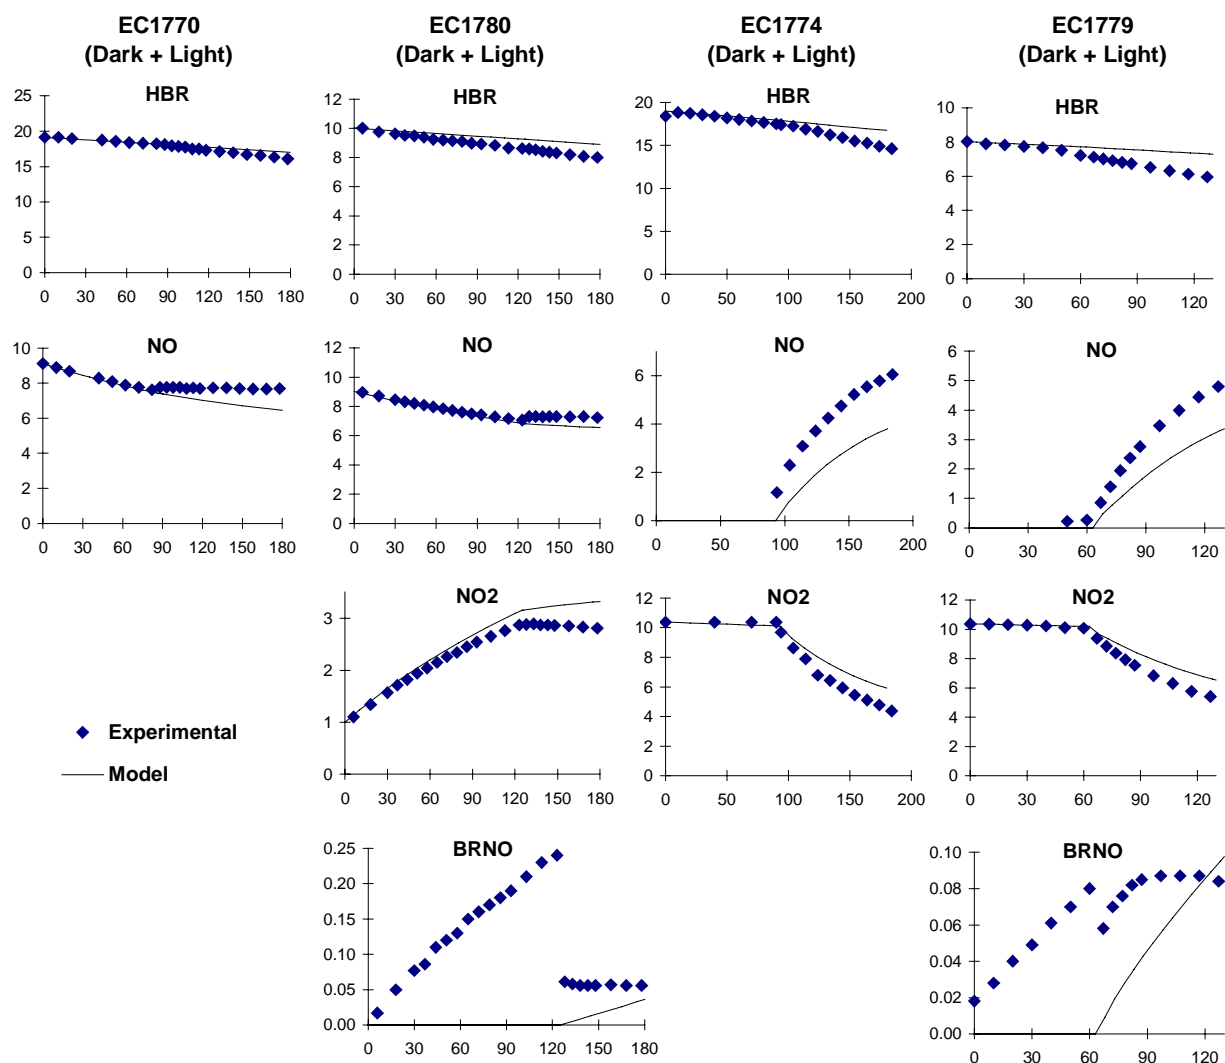 EC1770 EC1780 EC1774 EC1779
(Dark + Light) (Dark + Light) (Dark + Light) (Dark + Light)
HBR
25
20
15
10
5
0
0 30 60 90 120 150 180
HBR
12
10
8
6
4
2
0
0 30 60 90 120 150 180
HBR
20
15
10
5
0
0 50 100 150 200
HBR
10
8
6
4
2
0
0 30 60 90 120
NO
10
8
6
4
2
0
0 30 60 90 120 150 180
NO
12
10
8
6
4
2
0
0 30 60 90 120 150 180
NO
6
4
2
0
0 50 100 150 200
NO
6
5
4
3
2
1
0
0 30 60 90 120
Experimental
Model
NO2
3
2
1
0
0 30 60 90 120 150 180
NO2
12
10
8
6
4
2
0
0 50 100 150 200
NO2
12
10
8
6
4
2
0
0 30 60 90 120
BRNO
0.25
0.20
0.15
0.10
0.05
0.00
0 30 60 90 120 150 180
BRNO
0.10
0.08
0.06
0.04
0.02
0.00
0 30 60 90 120